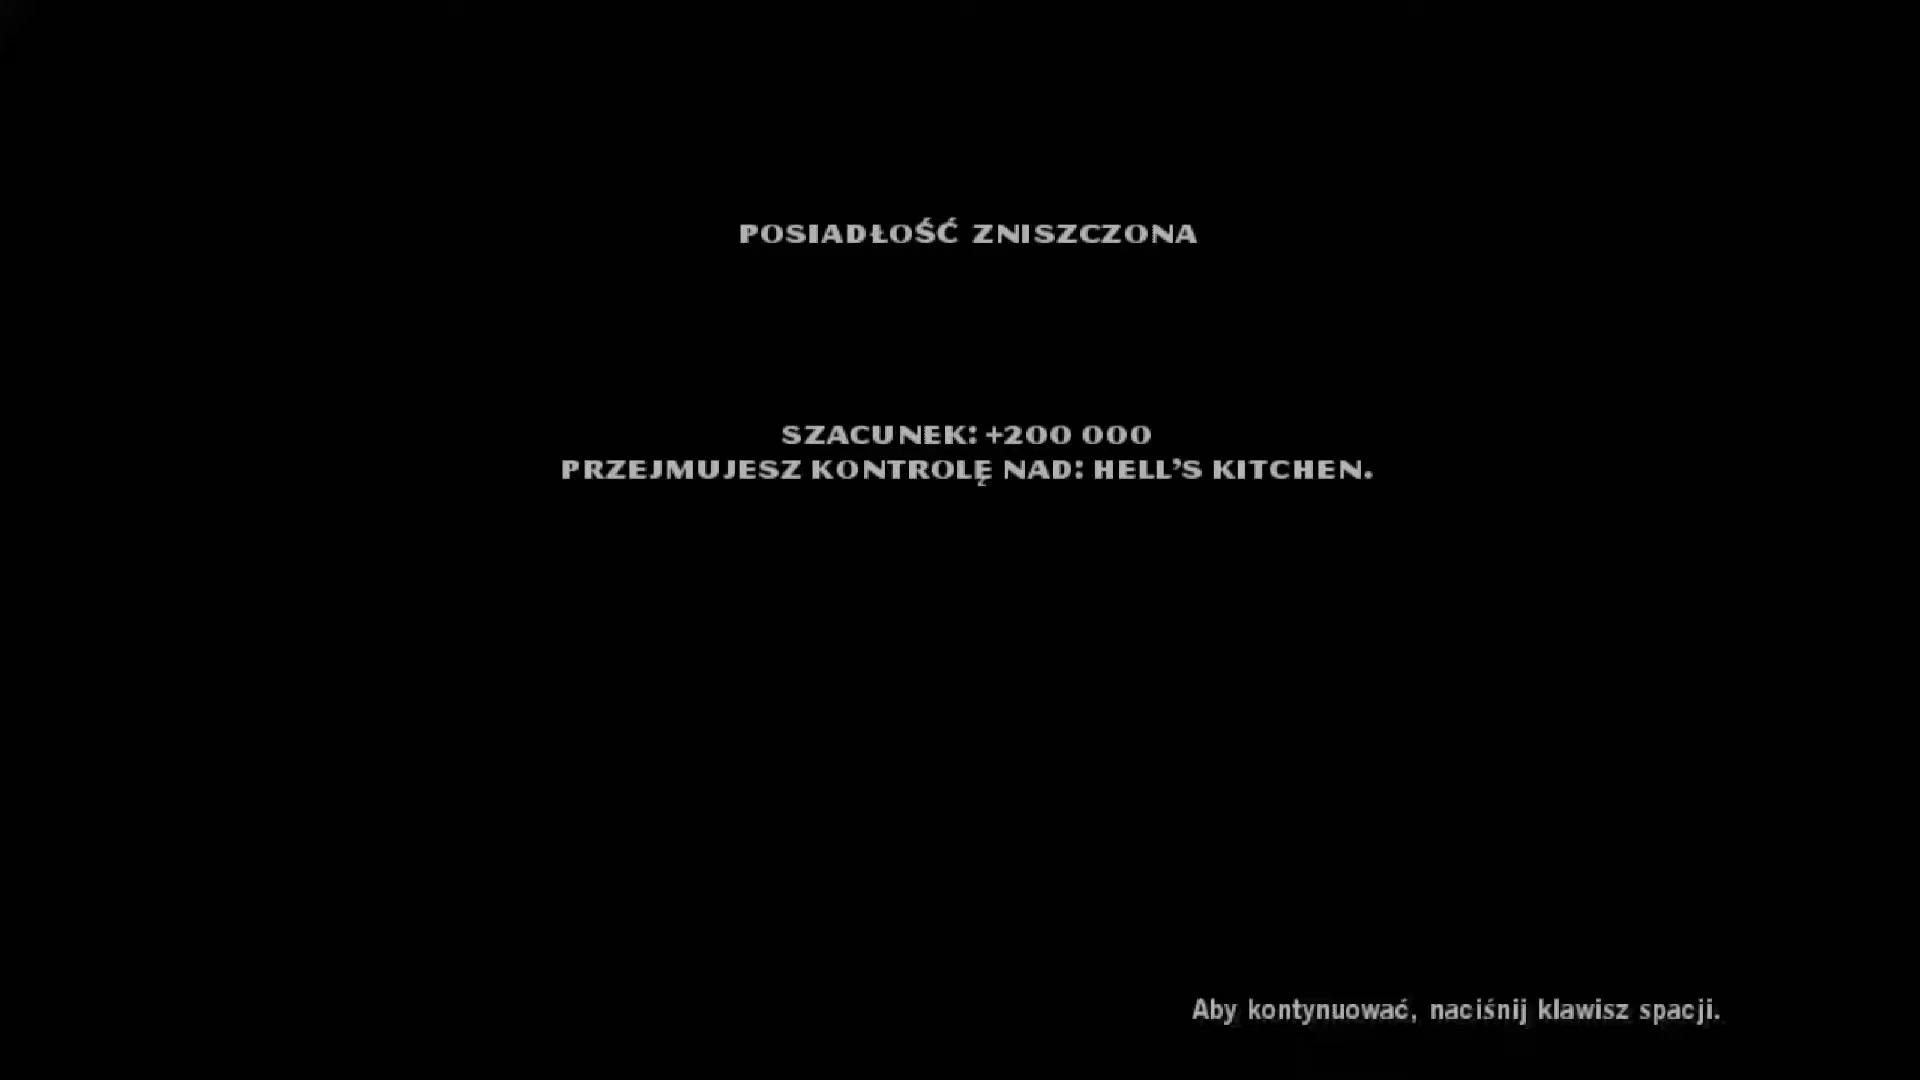 POSIADŁOŚĆ ZNISZCZONA
SZACUNEK: +200 000
PRZEJMUJESZ KONTROLĘ NAD: HELL'S KITCHEN.
Aby kontynuować, naciśnij klawisz spacji.